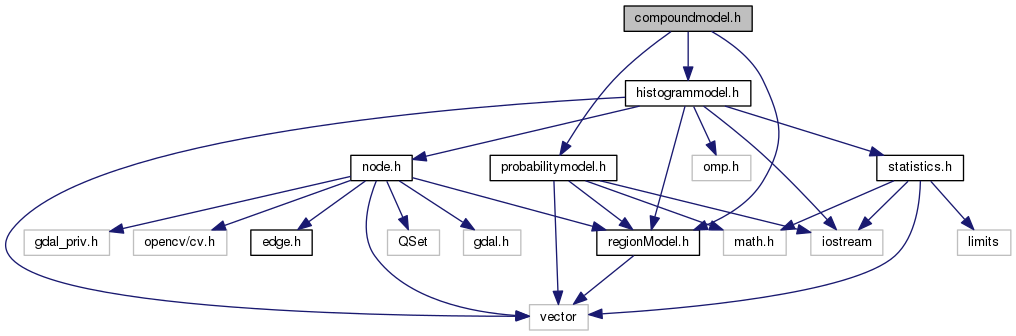 compoundmodel.h
histogrammodel.h
node.h
probabilitymodel.h
omp.h
statistics.h
gdal_priv.h
opencv/cv.h
edge.h
QSet
gdal.h
regionModel.h
math.h
iostream
limits
vector